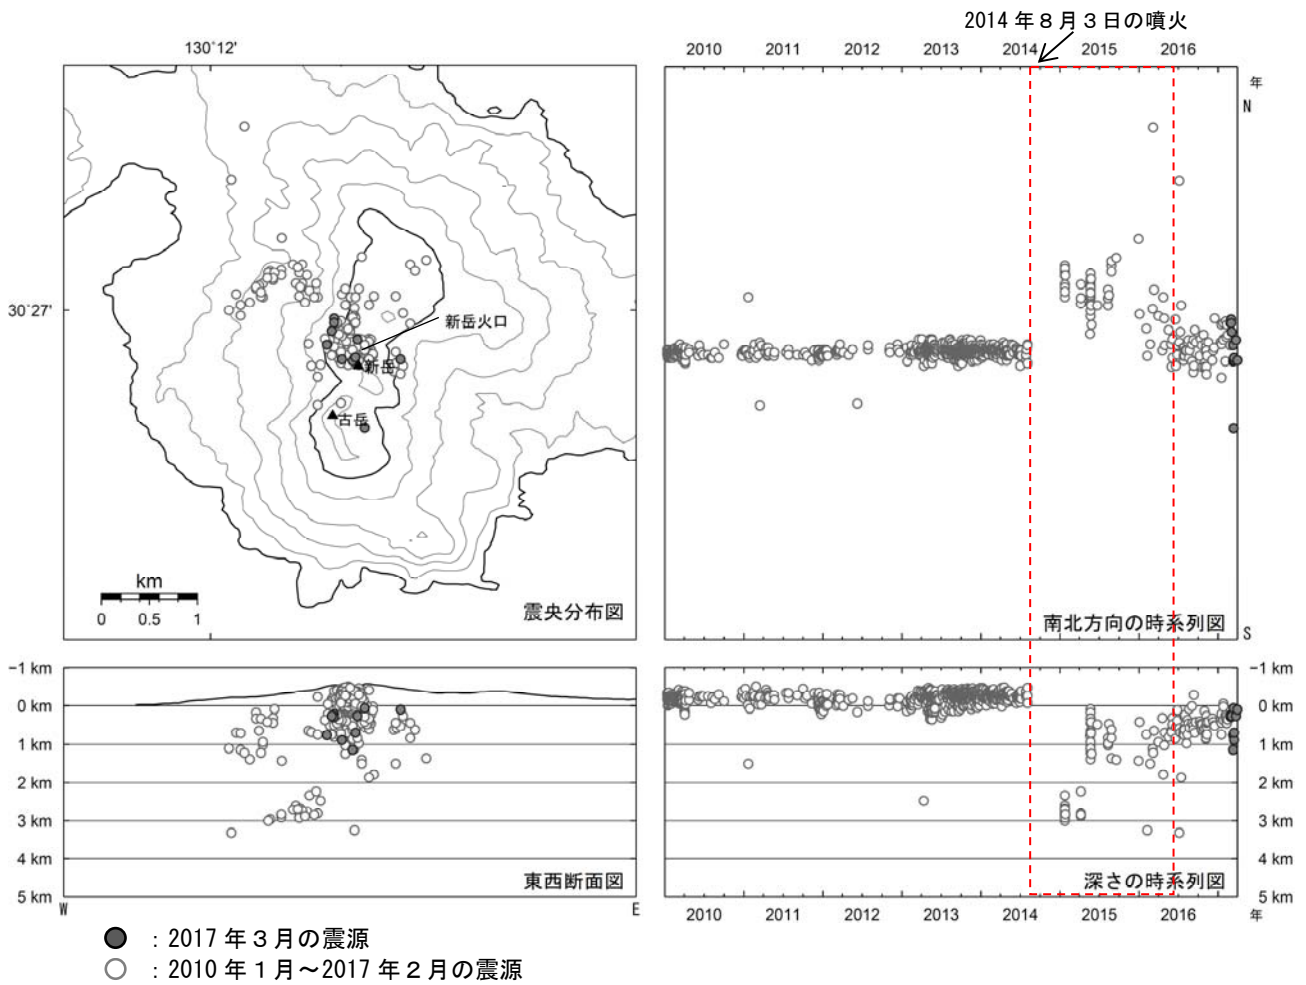 2014年８月３日の噴火
130°12'
2010 2011 2012 2013 2014 2015 2016
年
N
30°27'
新岳火口
新岳
古岳
km
0 0.5 1
震央分布図
南北方向の時系列図
S
-1 km -1 km
0 km 0 km
1 km 1 km
2 km 2 km
3 km 3 km
4 km 4 km
東西断面図 深さの時系列図
5 km 5 km
W E
2010 2011 2012 2013 2014 2015 2016 年
：2017年３月の震源
：2010年１月～2017年２月の震源